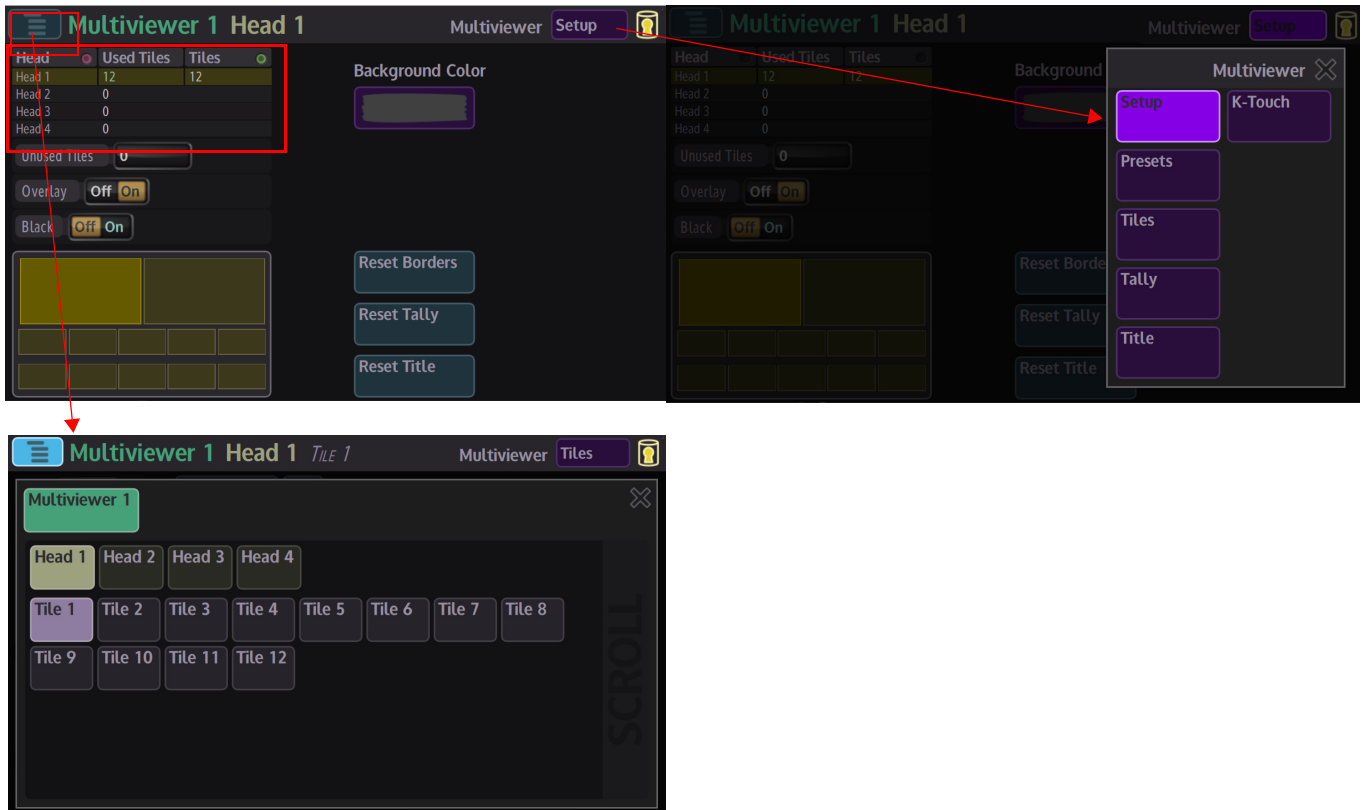 Multiviewer 1 Head 1 Multiviewer Setup
Head Used Tiles Tiles
Head 1 12 12
Head 2 0
Head 3 0
Head 4 0
Background Color
Unused Tiles 0
Overlay Off On
Black Off On
Reset Borders
Reset Tally
Reset Title
Multiviewer 1 Head 1 Multiviewer Setup
Head Used Tiles Tiles
Head 1 12 12
Head 2 0
Head 3 0
Head 4 0
Background
Unused Tiles 0
Overlay Off On
Black Off On
Reset Borde
Reset Tally
Reset Title
Multiviewer
Setup K-Touch
Presets
Tiles
Tally
Title
Multiviewer 1 Head 1 TILE 1 Multiviewer Tiles
Multiviewer 1
Head 1 Head 2 Head 3 Head 4
Tile 1 Tile 2 Tile 3 Tile 4 Tile 5 Tile 6 Tile 7 Tile 8
Tile 9 Tile 10 Tile 11 Tile 12
SCROLL